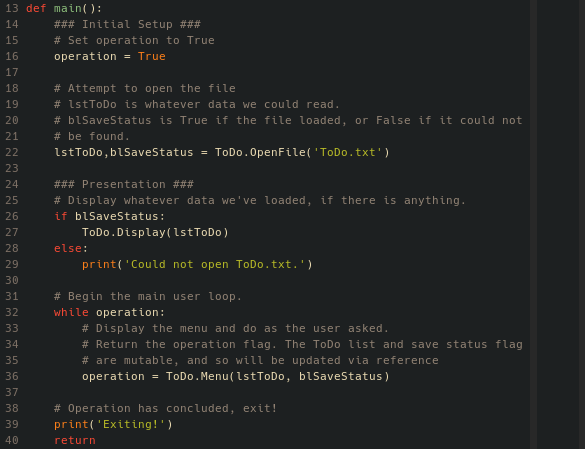 13 def main():
14     ### Initial Setup ###
15     # Set operation to True
16     operation = True
17
18     # Attempt to open the file
19     # lstToDo is whatever data we could read.
20     # blSaveStatus is True if the file loaded, or False if it could not
21     # be found.
22     lstToDo,blSaveStatus = ToDo.OpenFile('ToDo.txt')
23
24     ### Presentation ###
25     # Display whatever data we've loaded, if there is anything.
26     if blSaveStatus:
27         ToDo.Display(lstToDo)
28     else:
29         print('Could not open ToDo.txt.')
30
31     # Begin the main user loop.
32     while operation:
33         # Display the menu and do as the user asked.
34         # Return the operation flag. The ToDo list and save status flag
35         # are mutable, and so will be updated via reference
36         operation = ToDo.Menu(lstToDo, blSaveStatus)
37
38     # Operation has concluded, exit!
39     print('Exiting!')
40     return